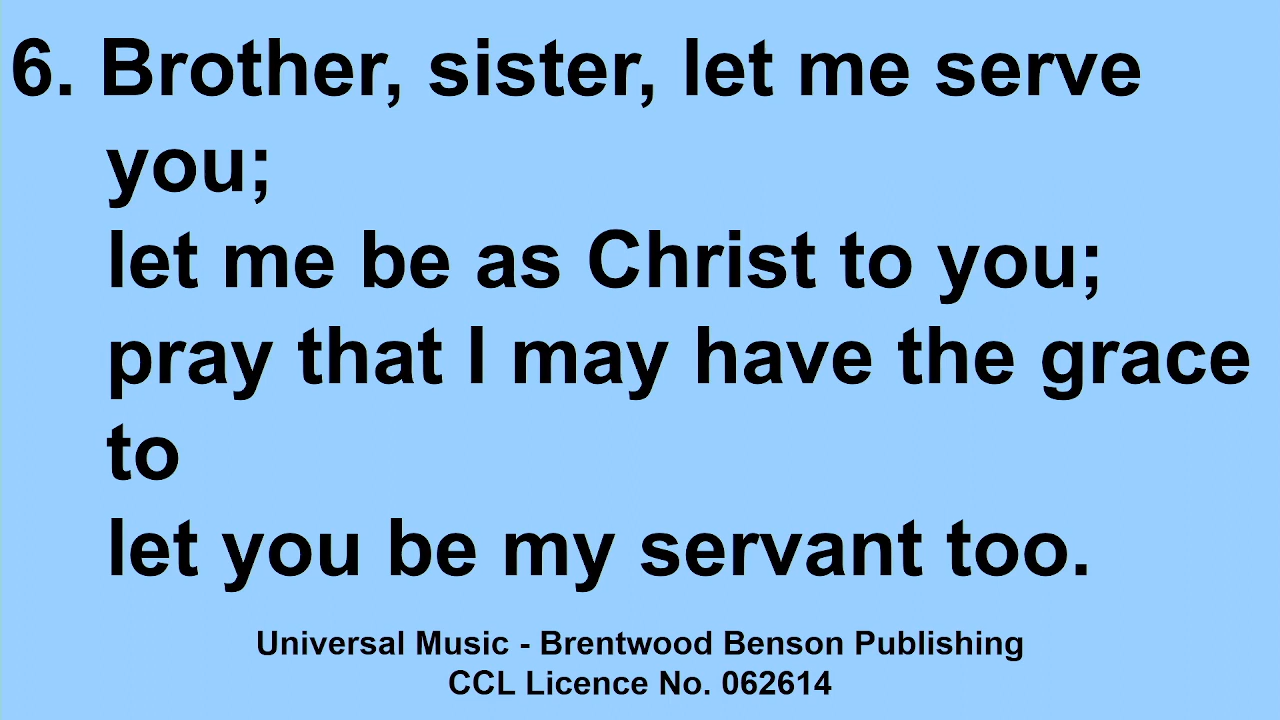 6. Brother, sister, let me serve
you;
let me be as Christ to you;
pray that I may have the grace
to
let you be my servant too.
Universal Music - Brentwood Benson Publishing
CCL Licence No. 062614